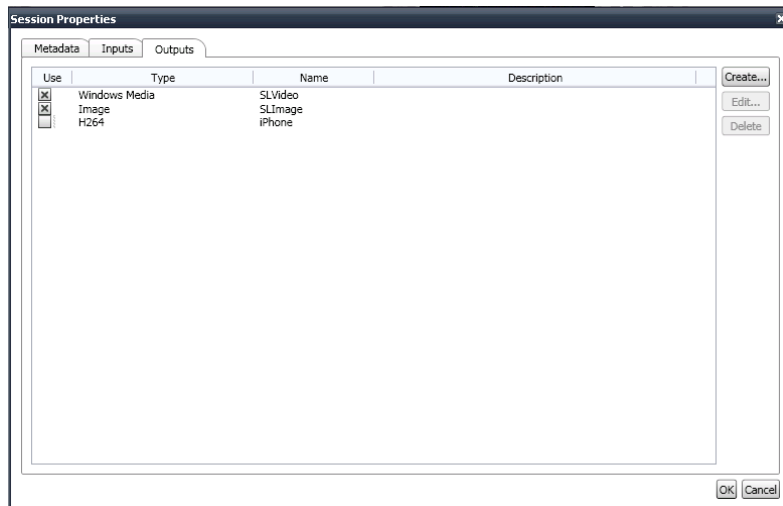 Session Properties
Metadata Inputs Outputs
Use Type Name Description
Windows Media SLVideo
Image SLImage
H264 iPhone
Create...
Edit...
Delete
OK Cancel